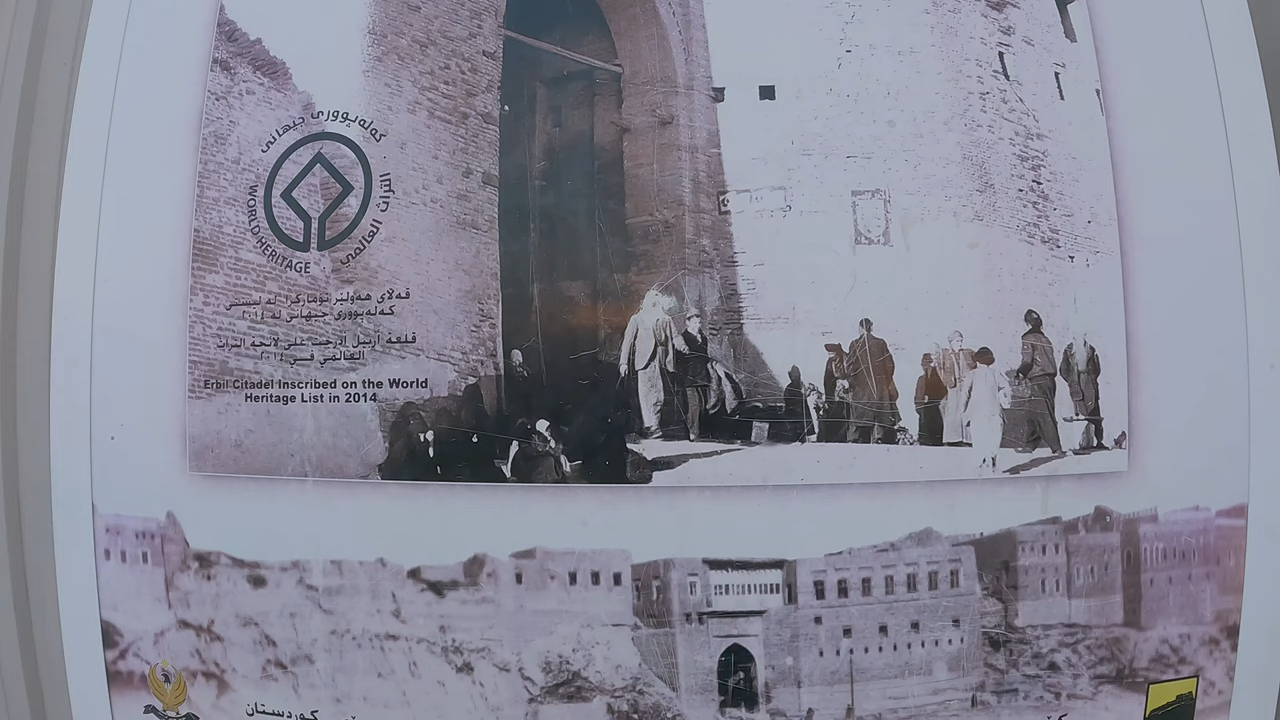 كەلەپووری جیهانی
WORLD HERITAGE
التراث العالمي
قەڵای هەولێر تۆمارکرا لە لیستی
کەلەپووری جیهانی لە ٢٠١٤
قلعة أربيل أدرجت على لائحة التراث
العالمي في ٢٠١٤
Erbil Citadel Inscribed on the World
Heritage List in 2014
کوردستان